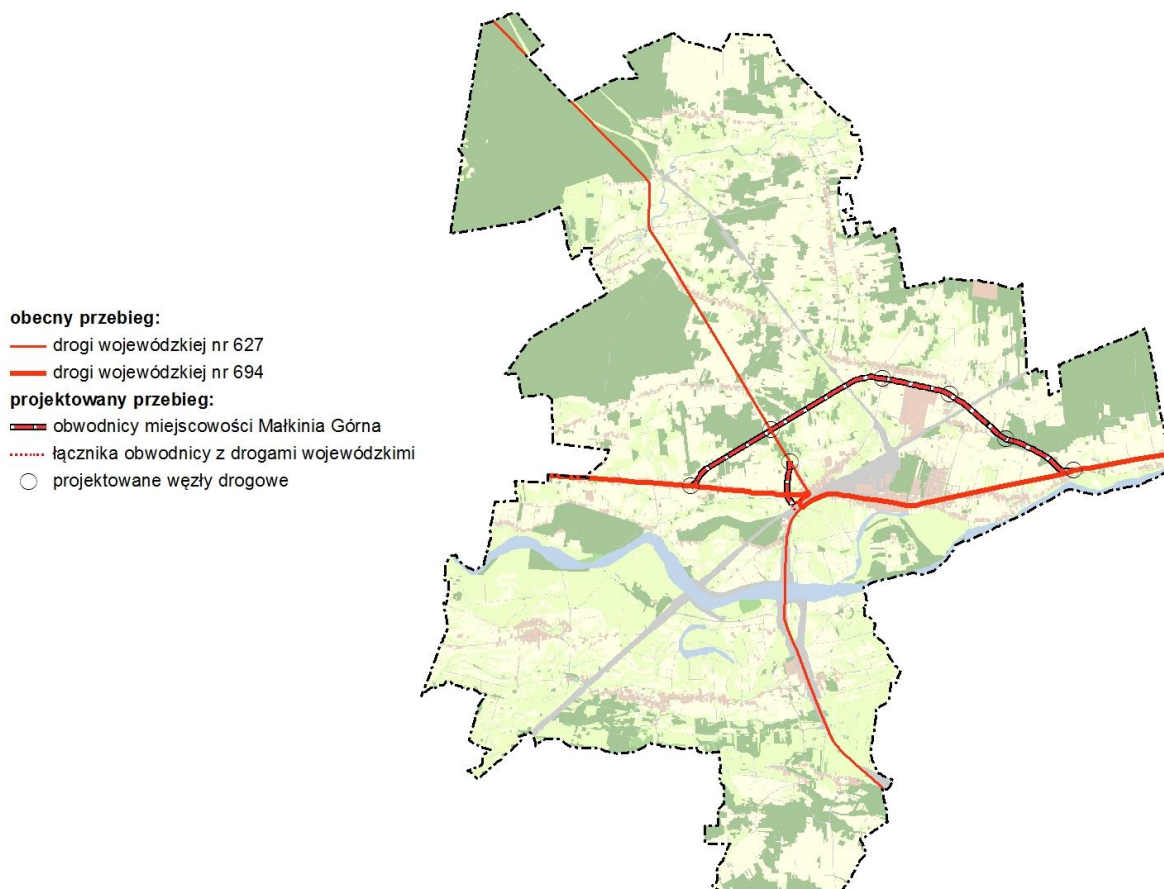 obecny przebieg:
drogi wojewódzkiej nr 627
drogi wojewódzkiej nr 694
projektowany przebieg:
obwodnicy miejscowości Małkinia Górna
łącznika obwodnicy z drogami wojewódzkimi
projektowane węzły drogowe